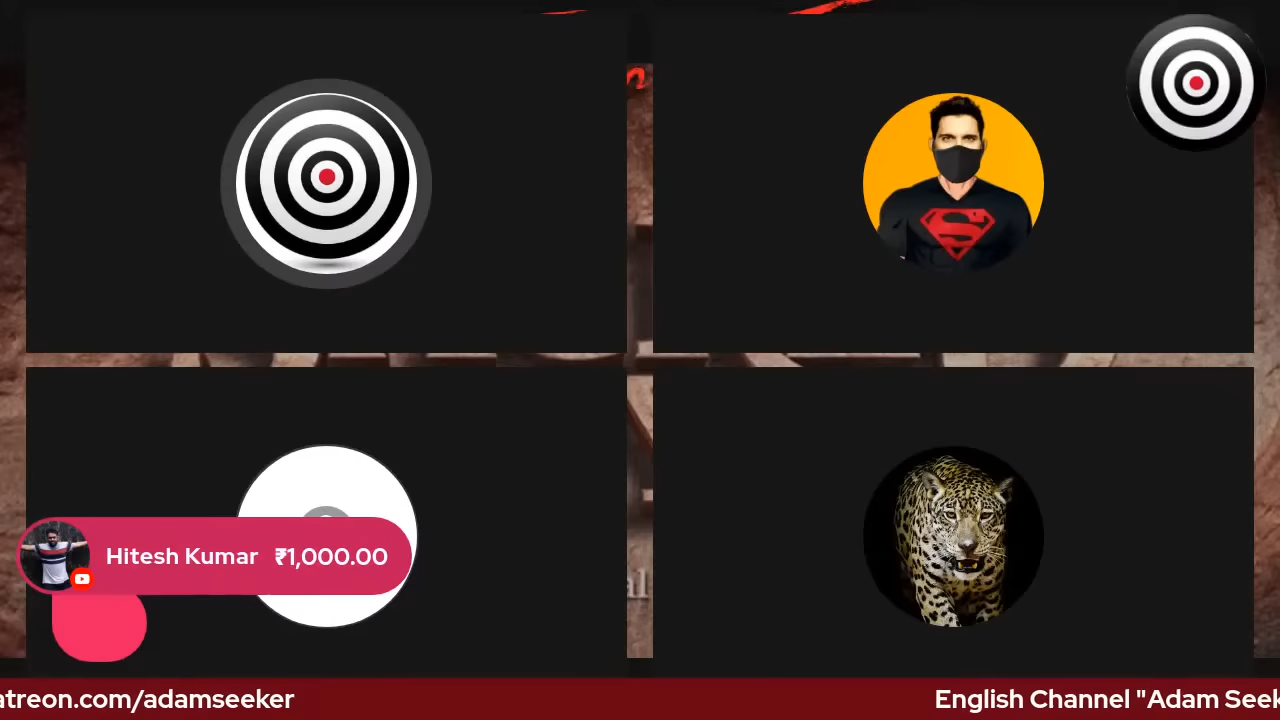 Hitesh Kumar ₹1,000.00
atreon.com/adamseeker
English Channel "Adam Seek